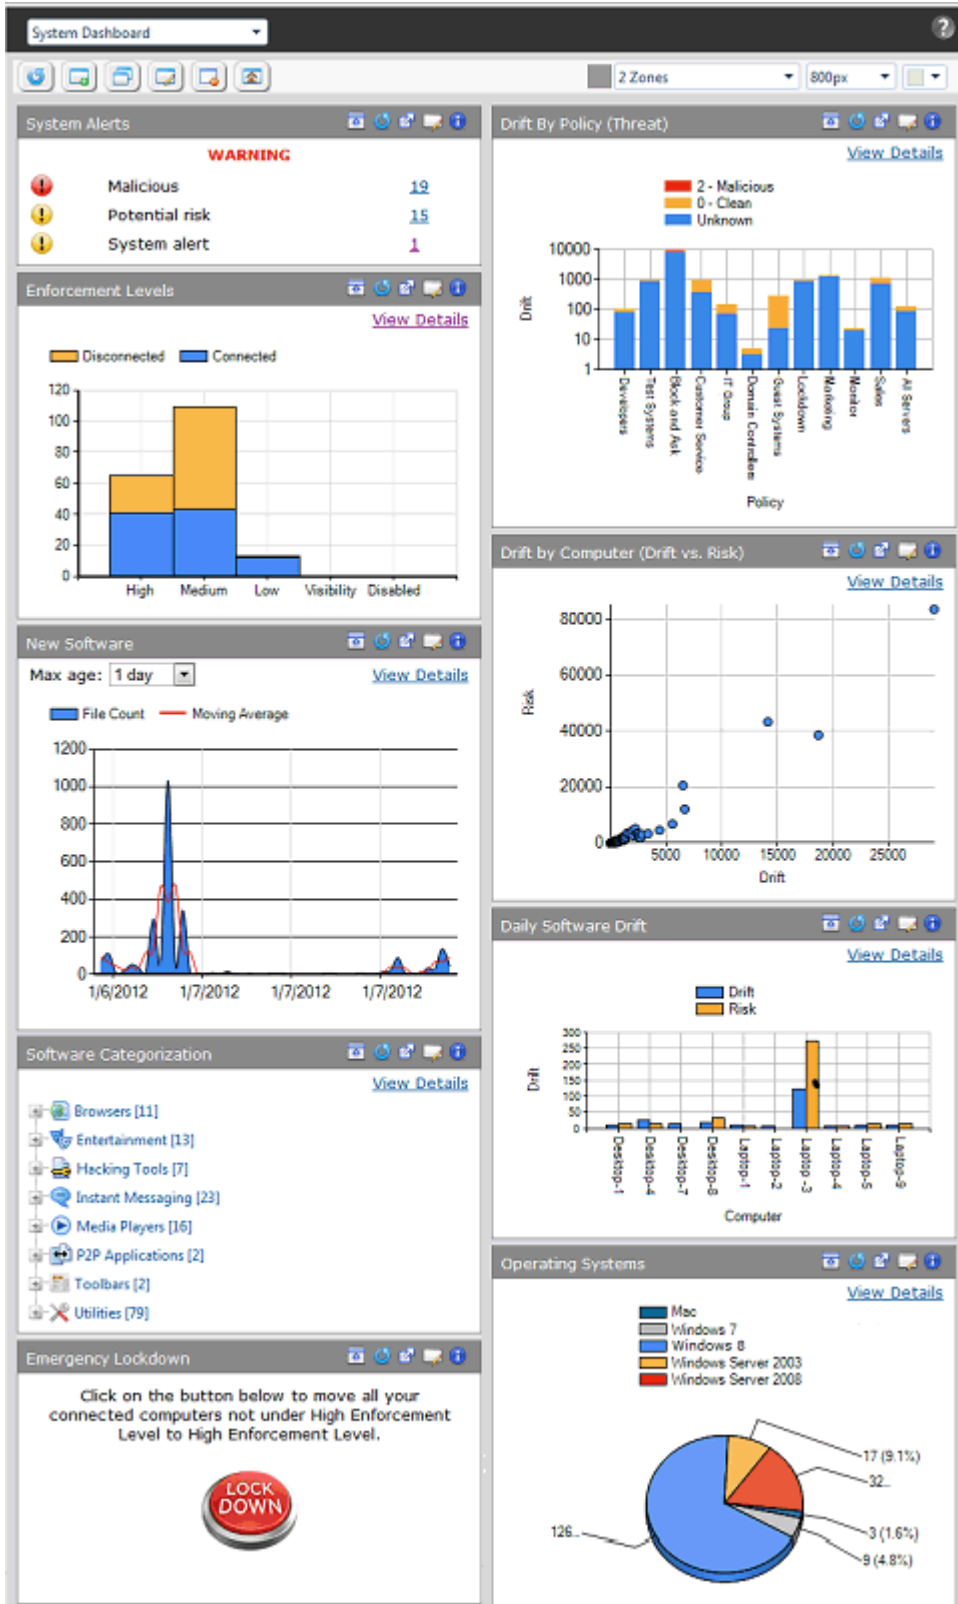 System Dashboard
?
2 Zones
800px
System Alerts
WARNING
Malicious 19
Potential risk 15
System alert 1
Enforcement Levels
View Details
Disconnected Connected
120
100
80
60
40
20
0
High Medium Low Visibility Disabled
New Software
Max age: 1 day View Details
File Count Moving Average
1200
1000
800
600
400
200
0
1/6/2012 1/7/2012 1/7/2012 1/7/2012
Software Categorization
View Details
Browsers [11]
Entertainment [13]
Hacking Tools [7]
Instant Messaging [23]
Media Players [16]
P2P Applications [2]
Toolbars [2]
Utilities [79]
Emergency Lockdown
Click on the button below to move all your
connected computers not under High Enforcement
Level to High Enforcement Level.
LOCK
DOWN
Drift By Policy (Threat)
View Details
2 - Malicious
0 - Clean
Unknown
10000
1000
100
10
1
Drift
Developers
Test Systems
Block and Ask
Customer Service
IT Group
Domain Controllers
Guest Systems
Lockdown
Marketing
Monitor
Sales
All Servers
Policy
Drift by Computer (Drift vs. Risk)
View Details
80000
60000
40000
20000
0
Risk
5000 10000 15000 20000 25000
Drift
Daily Software Drift
View Details
Drift
Risk
300
250
200
150
100
50
0
Drift
Desktop-1
Desktop-4
Desktop-7
Desktop-8
Laptop-1
Laptop-2
Laptop -3
Laptop-4
Laptop-5
Laptop-9
Computer
Operating Systems
View Details
Mac
Windows 7
Windows 8
Windows Server 2003
Windows Server 2008
17 (9.1%)
32...
3 (1.6%)
9 (4.8%)
126...